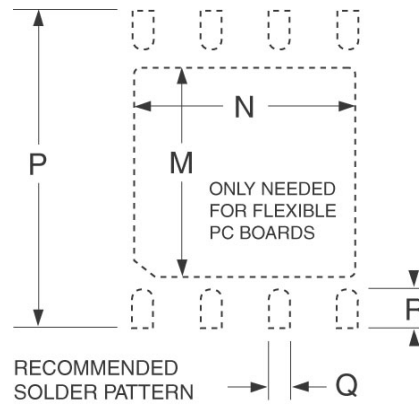 N
P
M
ONLY NEEDED
FOR FLEXIBLE
PC BOARDS
R
RECOMMENDED
SOLDER PATTERN
Q